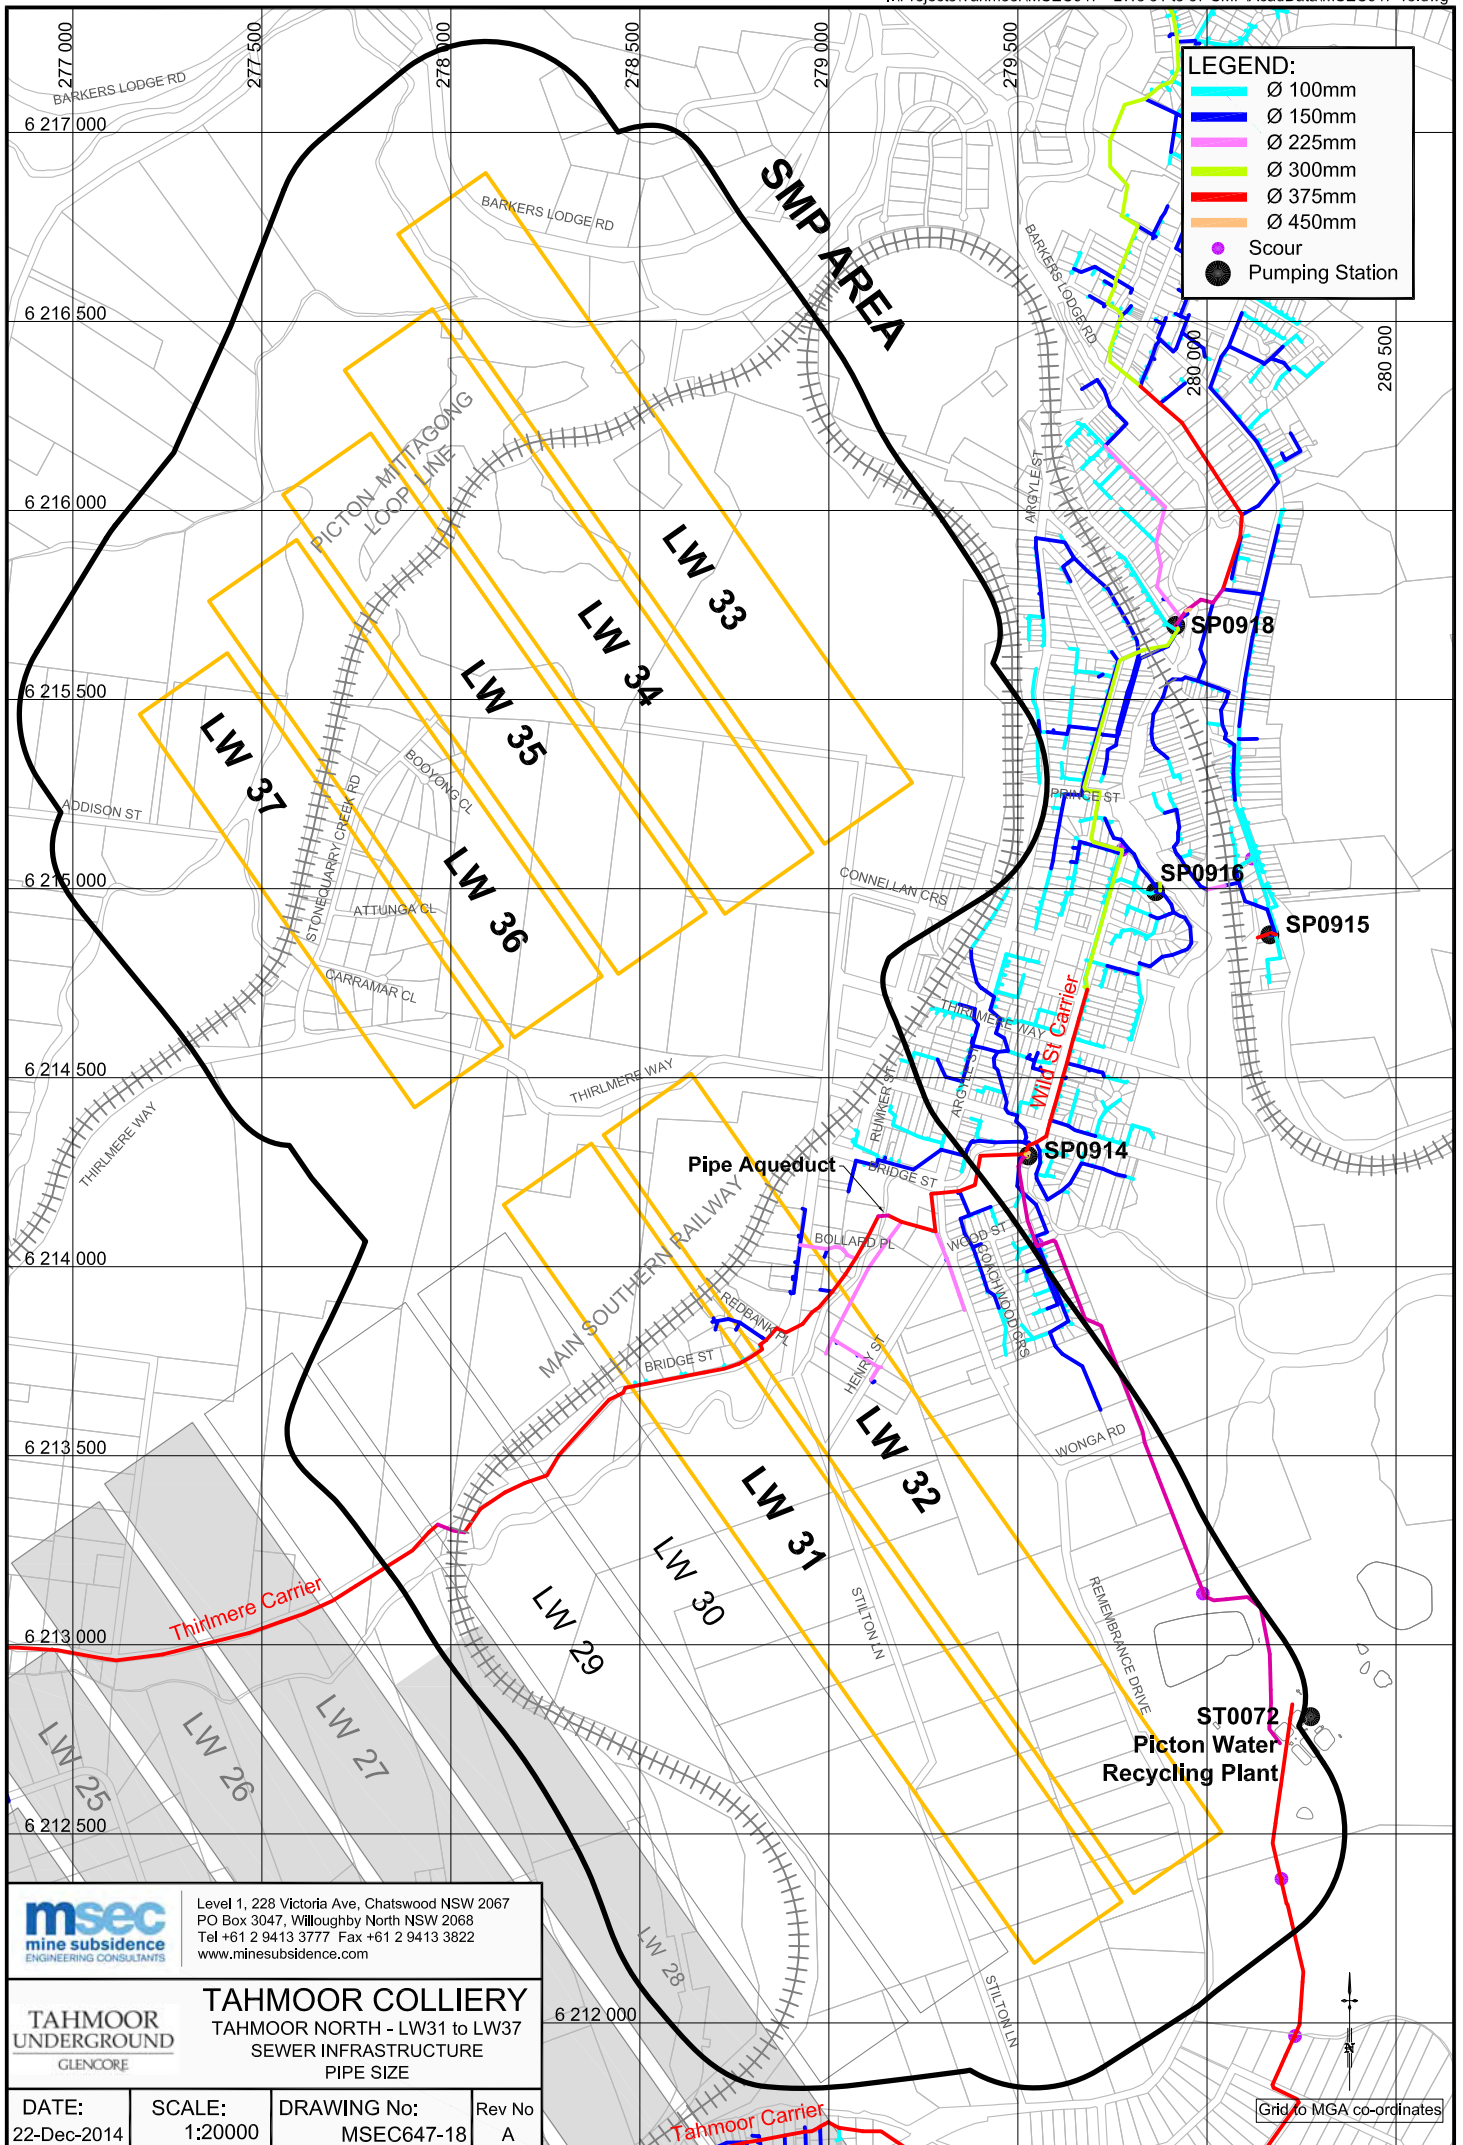 277 000
277 500
278 000
278 500
279 000
279 500
280 000
280 500
6 217 000
6 216 500
6 216 000
6 215 500
6 215 000
6 214 500
6 214 000
6 213 500
6 213 000
6 212 500
6 212 000
LEGEND:
Ø 100mm
Ø 150mm
Ø 225mm
Ø 300mm
Ø 375mm
Ø 450mm
Scour
Pumping Station
BARKERS LODGE RD
BARKERS LODGE RD
BARKERS LODGE RD
SMP AREA
PICTON MITTAGONG
LOOP LINE
ARGYLE ST
LW 33
LW 34
LW 35
LW 36
LW 37
SP0918
BOOYONG CL
ADDISON ST
STONEQUARRY CREEK RD
PRINCE ST
CONNELLAN CRS
SP0916
SP0915
ATTUNGA CL
CARRAMAR CL
THIRLMERE WAY
Wild St Carrier
THIRLMERE WAY
RUMKER ST
ARGYLE ST
THIRLMERE WAY
SP0914
Pipe Aqueduct
BRIDGE ST
BOLLARD PL
WOOD ST
COACHWOOD CRS
MAIN SOUTHERN RAILWAY
REDBANK PL
BRIDGE ST
HENRY ST
LW 32
LW 31
WONGA RD
LW 30
LW 29
STILTON LN
REMEMBRANCE DRIVE
Thirlmere Carrier
LW 25
LW 26
LW 27
LW 28
ST0072
Picton Water
Recycling Plant
STILTON LN
Tahmoor Carrier
N
Grid to MGA co-ordinates
msec
mine subsidence
ENGINEERING CONSULTANTS
Level 1, 228 Victoria Ave, Chatswood NSW 2067
PO Box 3047, Willoughby North NSW 2068
Tel +61 2 9413 3777 Fax +61 2 9413 3822
www.minesubsidence.com
TAHMOOR
UNDERGROUND
GLENCORE
TAHMOOR COLLIERY
TAHMOOR NORTH - LW31 to LW37
SEWER INFRASTRUCTURE
PIPE SIZE
DATE:
22-Dec-2014
SCALE:
1:20000
DRAWING No:
MSEC647-18
Rev No
A